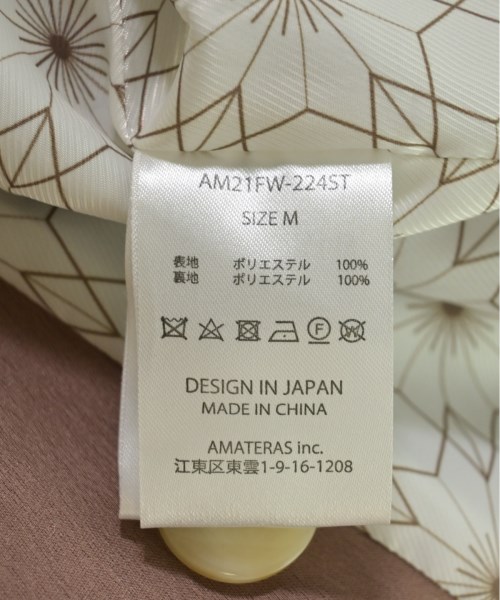 AM21FW-224ST
SIZE M
表地 ポリエステル 100%
裏地 ポリエステル 100%
F W
DESIGN IN JAPAN
MADE IN CHINA
AMATERAS inc.
江東区東雲1-9-16-1208